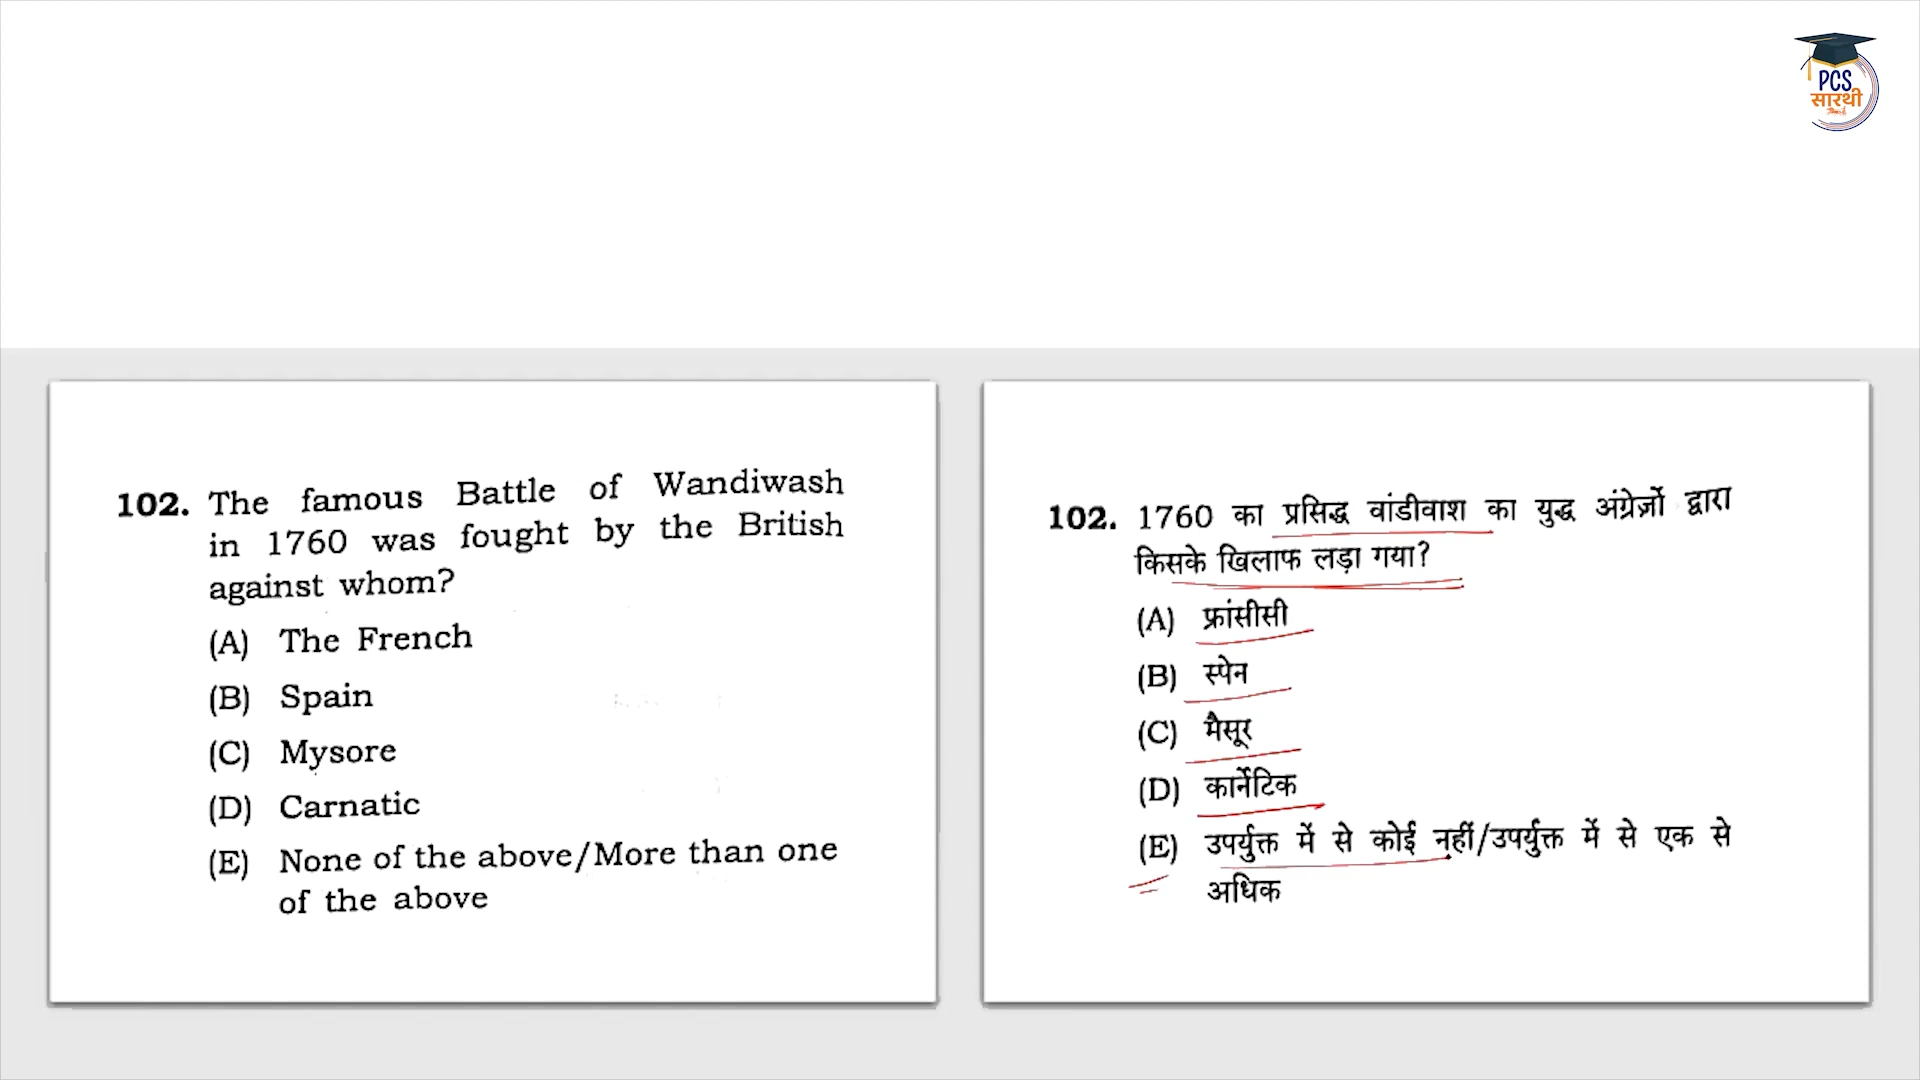 PCS
सारथी
102. The famous Battle of Wandiwash
in 1760 was fought by the British
against whom?
(A) The French
(B) Spain
(C) Mysore
(D) Carnatic
(E) None of the above/More than one
of the above
102. 1760 का प्रसिद्ध वांडीवाश का युद्ध अंग्रेज़ों द्वारा
किसके खिलाफ लड़ा गया?
(A) फ्रांसीसी
(B) स्पेन
(C) मैसूर
(D) कार्नेटिक
(E) उपर्युक्त में से कोई नहीं/उपर्युक्त में से एक से
अधिक